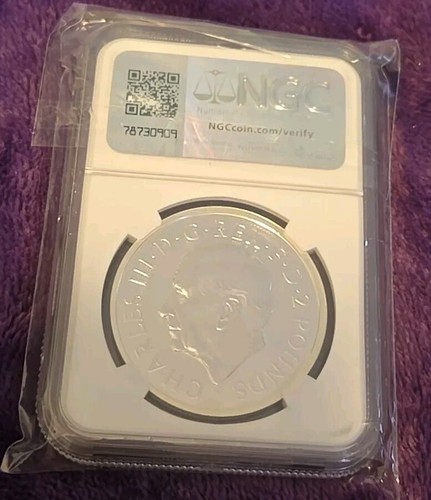 NGC
NGCcoin.com/verify
78730909
CHARLES III · D · G · REX · F · D · 2 POUNDS ·